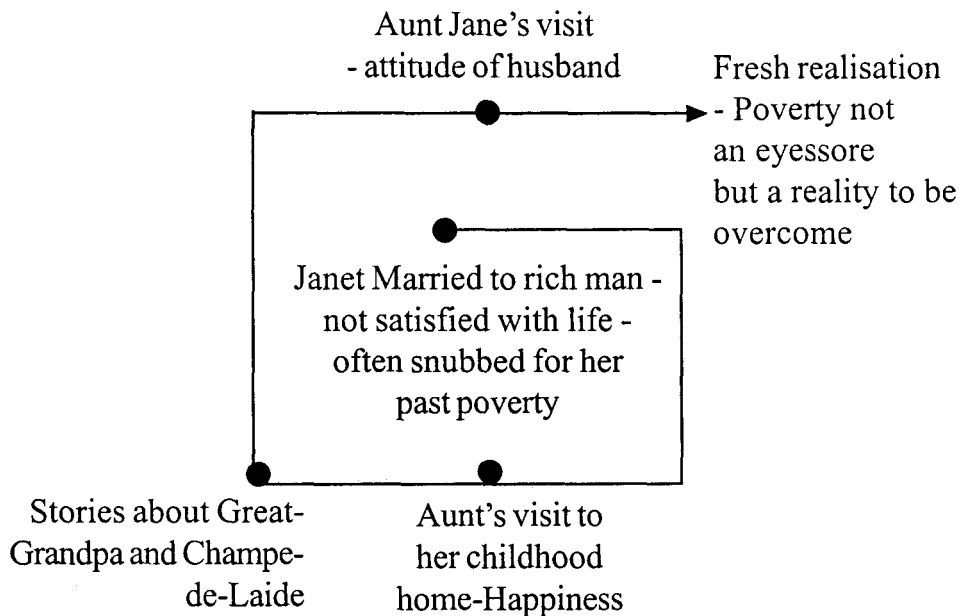 Aunt Jane's visit
- attitude of husband
Fresh realisation
- Poverty not
an eyessore
but a reality to be
overcome
Janet Married to rich man -
not satisfied with life -
often snubbed for her
past poverty
Stories about Great-
Grandpa and Champe-
de-Laide
Aunt's visit to
her childhood
home-Happiness